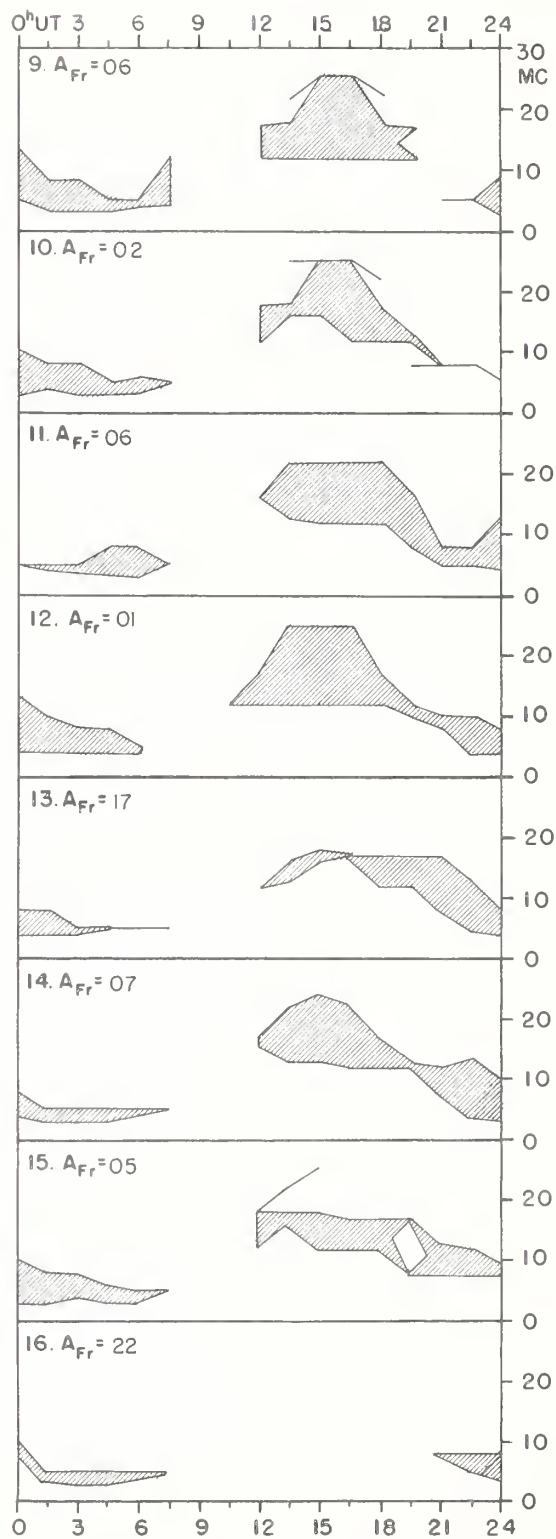 0ʰUT 3 6 9 12 15 18 21 24
30
MC
9. A_Fr = 06
20
10
0
10. A_Fr = 02
20
10
0
11. A_Fr = 06
20
10
0
12. A_Fr = 01
20
10
0
13. A_Fr = 17
20
10
0
14. A_Fr = 07
20
10
0
15. A_Fr = 05
20
10
0
16. A_Fr = 22
20
10
0
0 3 6 9 12 15 18 21 24